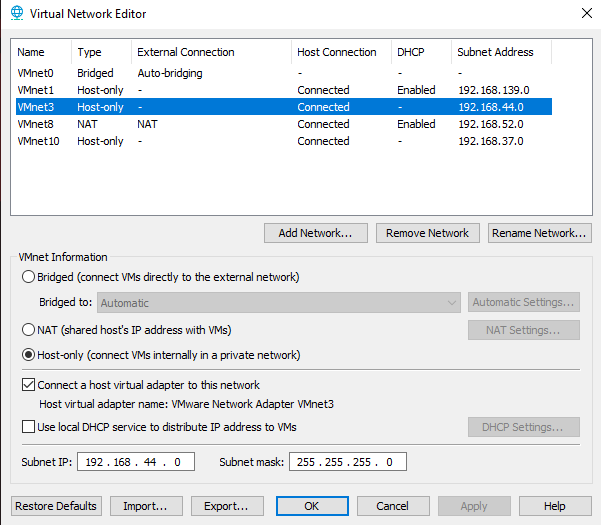 Virtual Network Editor
Name Type External Connection Host Connection DHCP Subnet Address
VMnet0 Bridged Auto-bridging - - -
VMnet1 Host-only - Connected Enabled 192.168.139.0
VMnet3 Host-only - Connected - 192.168.44.0
VMnet8 NAT NAT Connected Enabled 192.168.52.0
VMnet10 Host-only - Connected - 192.168.37.0
Add Network... Remove Network Rename Network...
VMnet Information
Bridged (connect VMs directly to the external network)
Bridged to: Automatic Automatic Settings...
NAT (shared host's IP address with VMs) NAT Settings...
Host-only (connect VMs internally in a private network)
Connect a host virtual adapter to this network
Host virtual adapter name: VMware Network Adapter VMnet3
Use local DHCP service to distribute IP address to VMs DHCP Settings...
Subnet IP: 192 . 168 . 44 . 0 Subnet mask: 255 . 255 . 255 . 0
Restore Defaults Import... Export... OK Cancel Apply Help